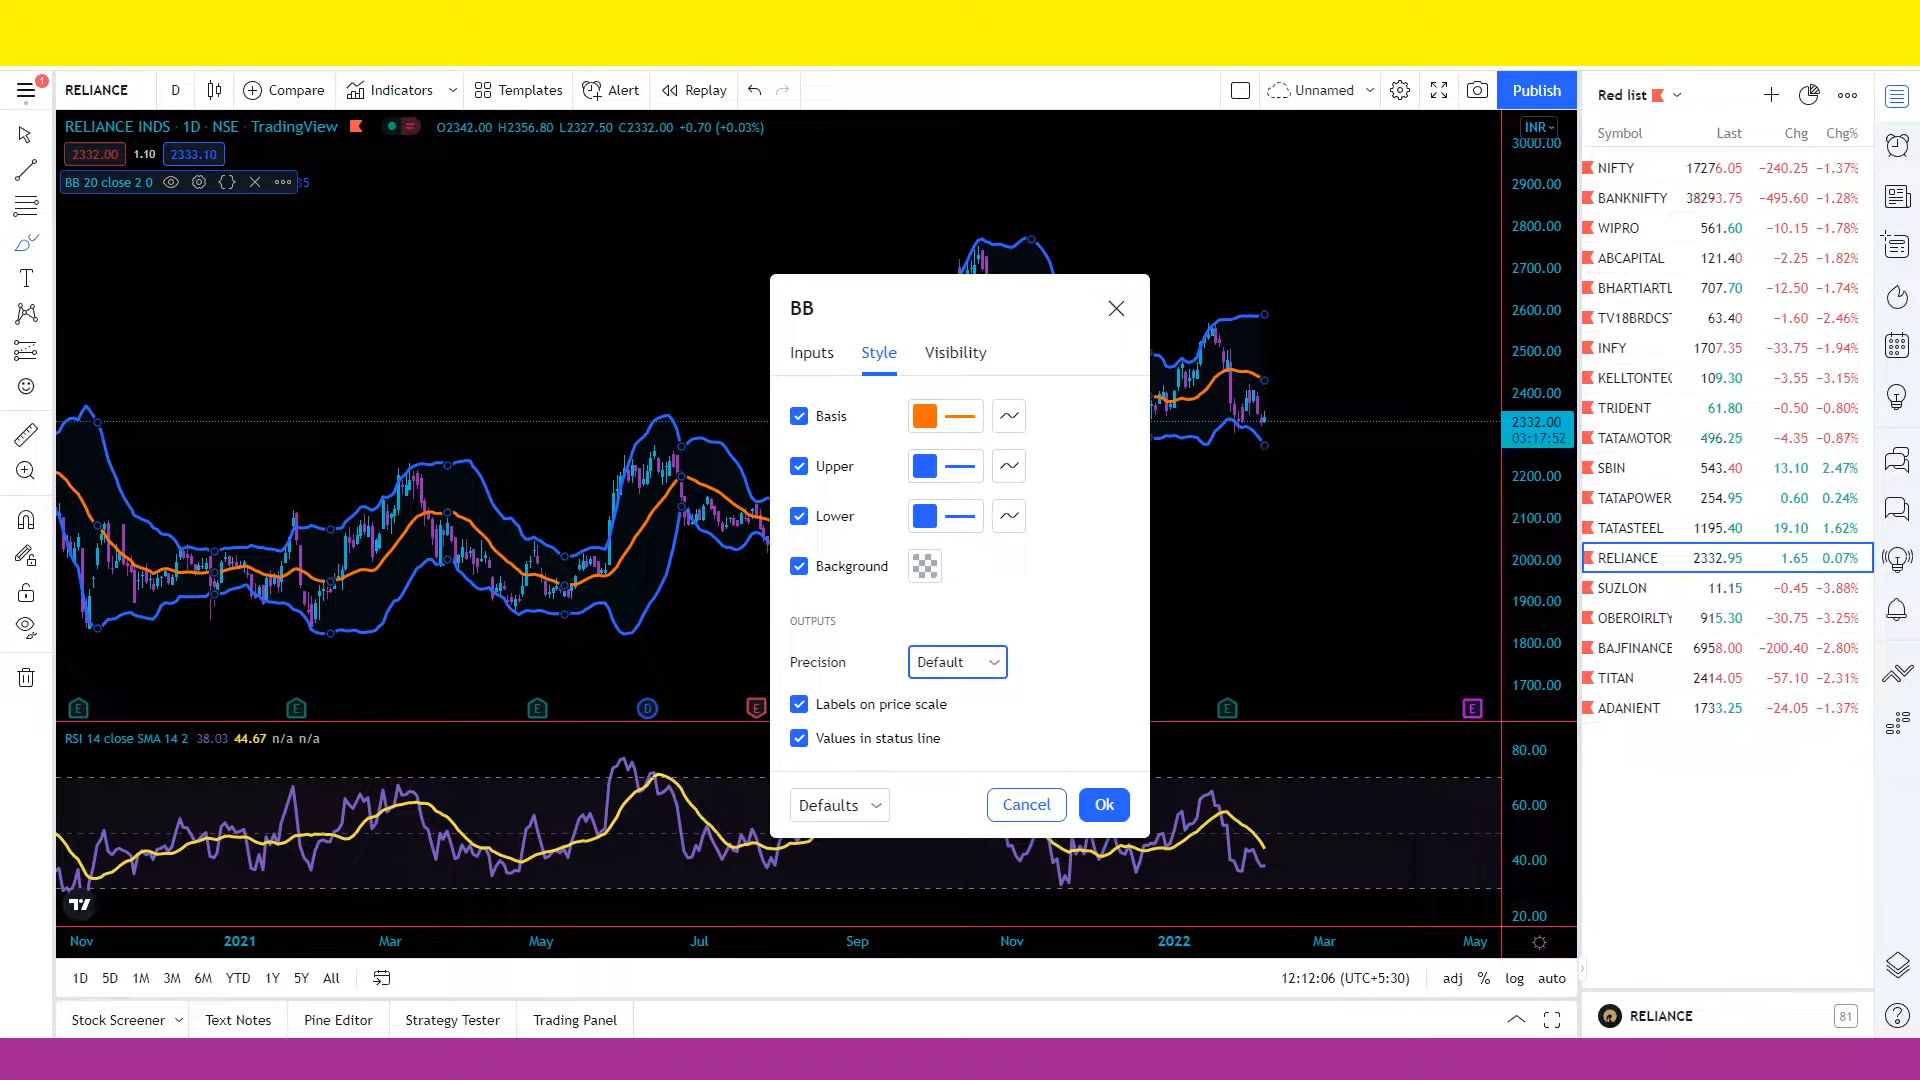 1
RELIANCE D Compare Indicators Templates Alert Replay Unnamed Publish
RELIANCE INDS · 1D · NSE · TradingView O2342.00 H2356.80 L2327.50 C2332.00 +0.70 (+0.03%)
2332.00 1.10 2333.10
BB 20 close 2 0 35
INR
3000.00
2900.00
2800.00
2700.00
2600.00
2500.00
2400.00
2332.00
03:17:52
2200.00
2100.00
2000.00
1900.00
1800.00
1700.00
BB
Inputs Style Visibility
Basis
Upper
Lower
Background
OUTPUTS
Precision Default
Labels on price scale
Values in status line
Defaults Cancel Ok
E E E D E E E
RSI 14 close SMA 14 2 38.03 44.67 n/a n/a
80.00
60.00
40.00
20.00
Nov 2021 Mar May Jul Sep Nov 2022 Mar May
1D 5D 1M 3M 6M YTD 1Y 5Y All 12:12:06 (UTC+5:30) adj % log auto
Stock Screener Text Notes Pine Editor Strategy Tester Trading Panel
Red list
Symbol Last Chg Chg%
NIFTY 17276.05 −240.25 −1.37%
BANKNIFTY 38293.75 −495.60 −1.28%
WIPRO 561.60 −10.15 −1.78%
ABCAPITAL 121.40 −2.25 −1.82%
BHARTIARTL 707.70 −12.50 −1.74%
TV18BRDCST 63.40 −1.60 −2.46%
INFY 1707.35 −33.75 −1.94%
KELLTONTEC 109.30 −3.55 −3.15%
TRIDENT 61.80 −0.50 −0.80%
TATAMOTORS 496.25 −4.35 −0.87%
SBIN 543.40 13.10 2.47%
TATAPOWER 254.95 0.60 0.24%
TATASTEEL 1195.40 19.10 1.62%
RELIANCE 2332.95 1.65 0.07%
SUZLON 11.15 −0.45 −3.88%
OBEROIRLTY 915.30 −30.75 −3.25%
BAJFINANCE 6958.00 −200.40 −2.80%
TITAN 2414.05 −57.10 −2.31%
ADANIENT 1733.25 −24.05 −1.37%
RELIANCE 81